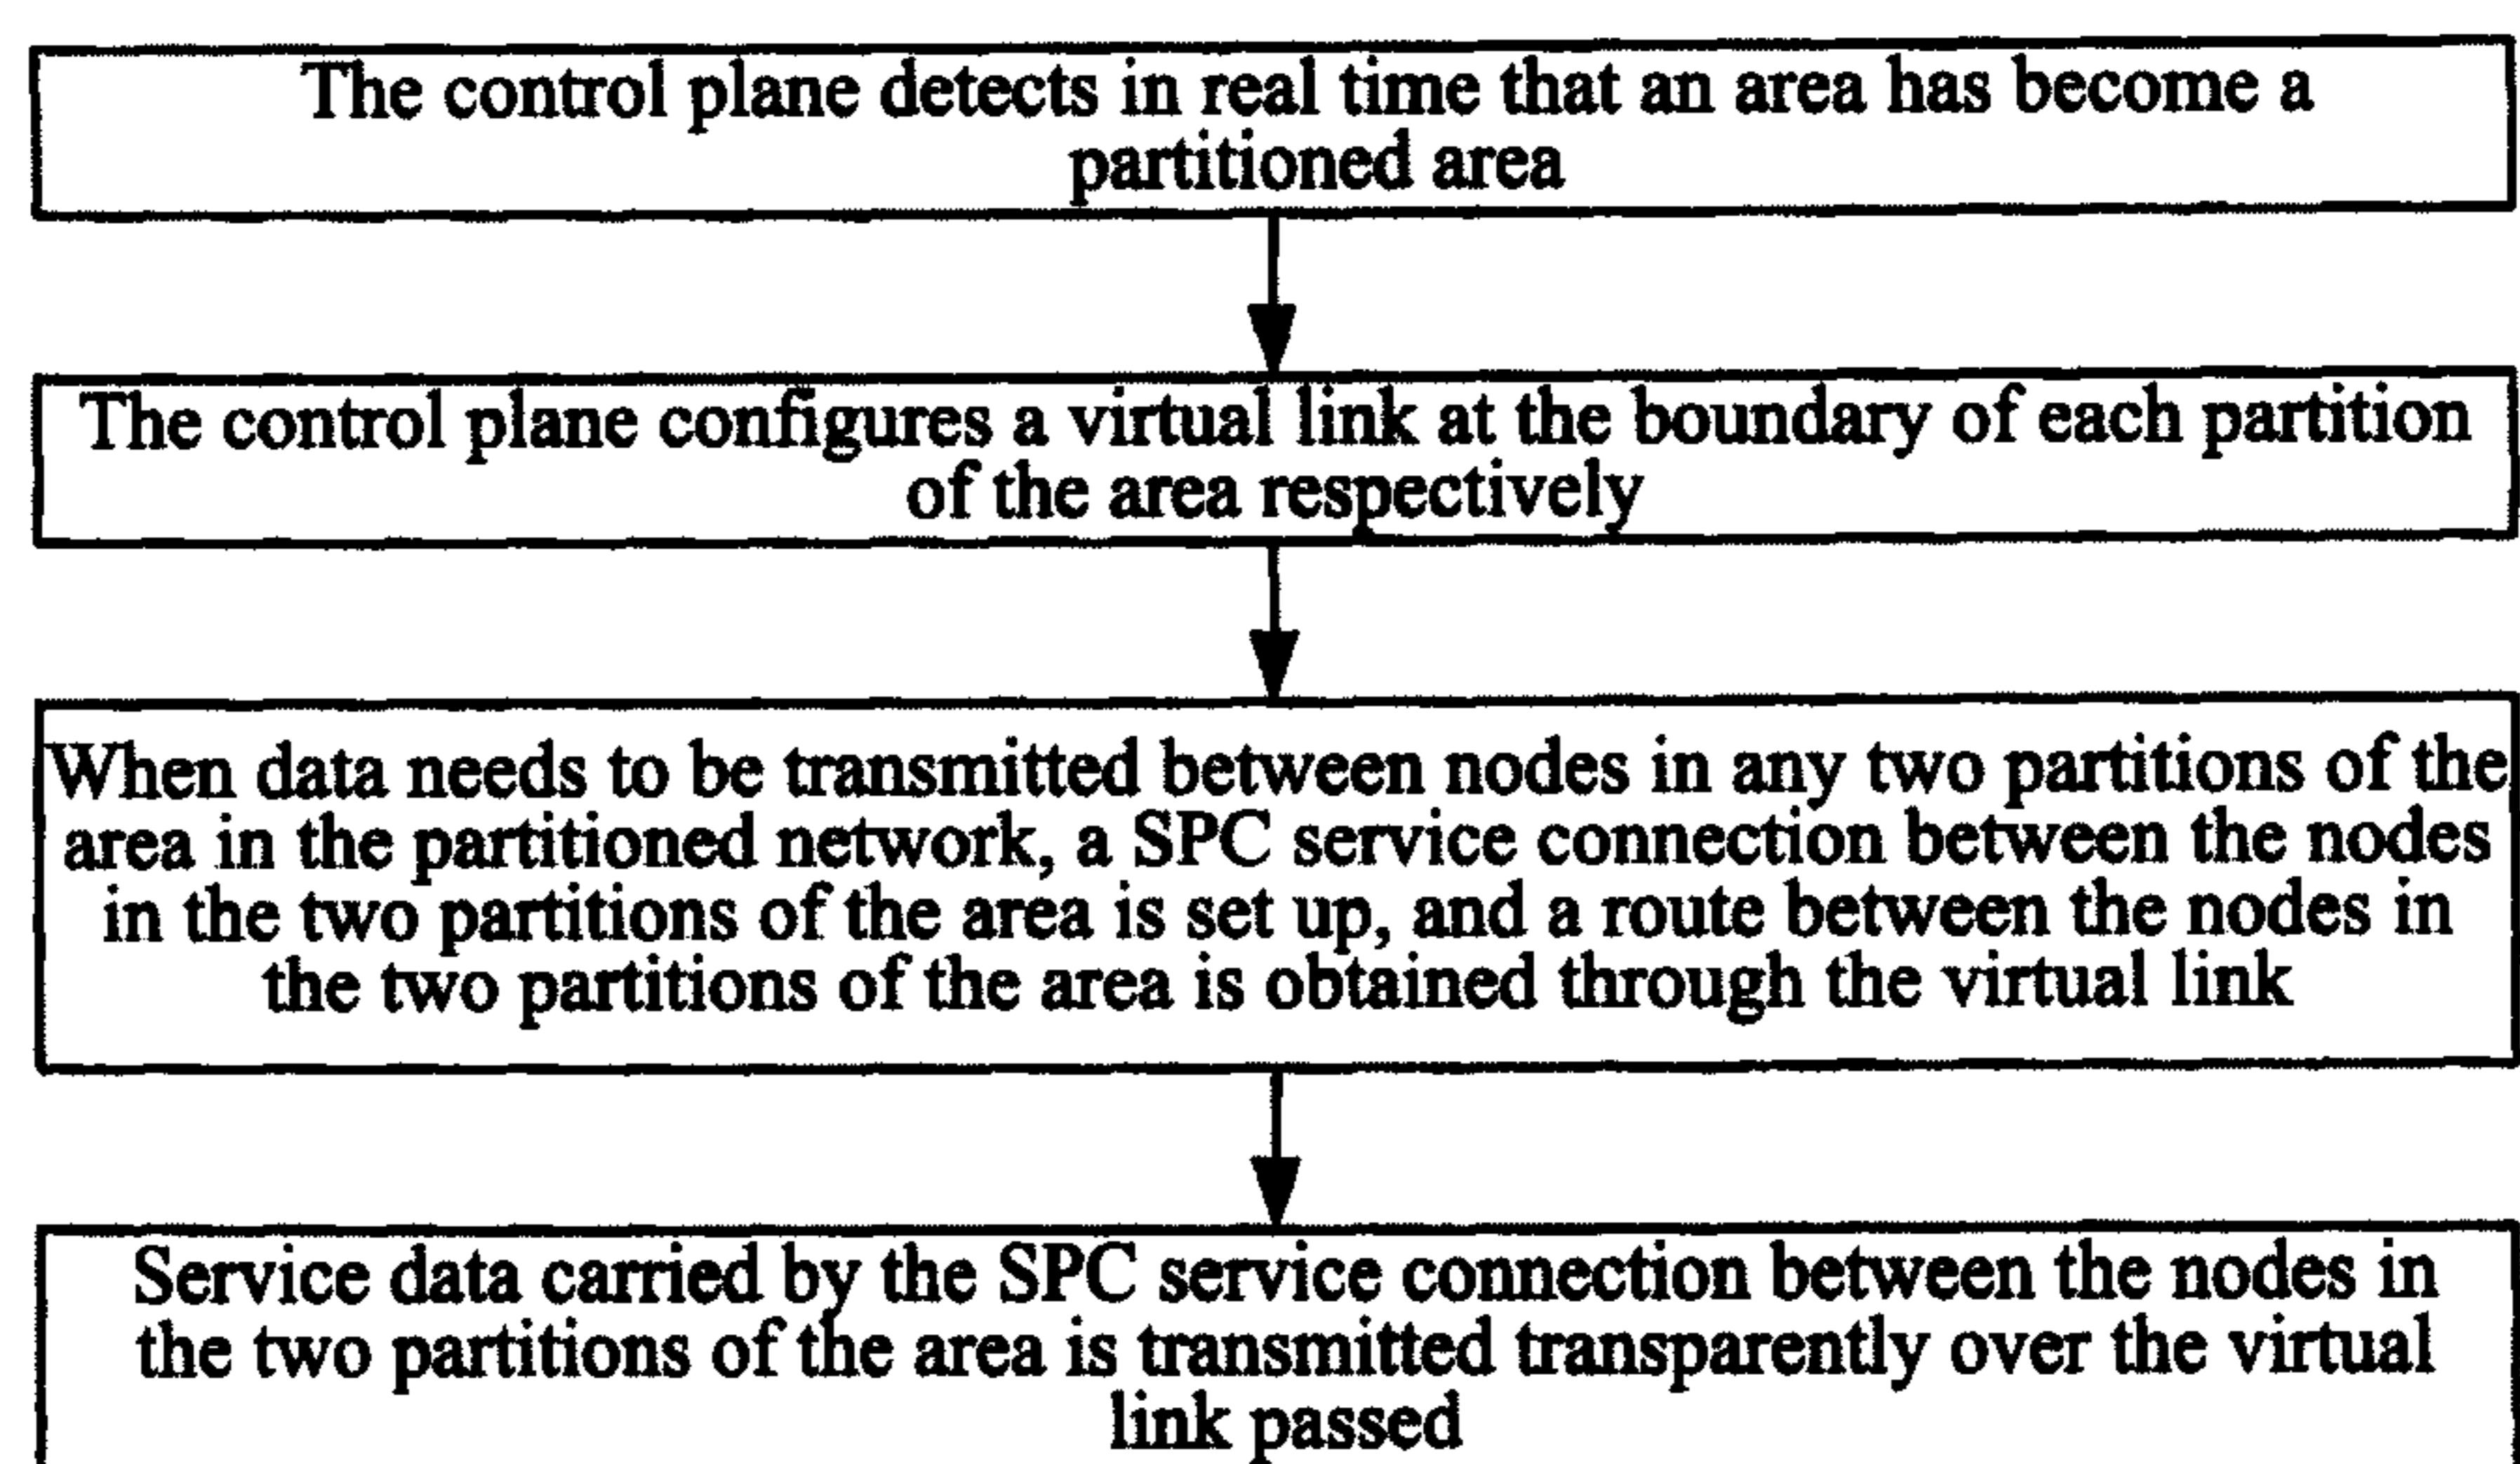 The control plane detects in real time that an area has become a
partitioned area
The control plane configures a virtual link at the boundary of each partition
of the area respectively
When data needs to be transmitted between nodes in any two partitions of the
area in the partitioned network, a SPC service connection between the nodes
in the two partitions of the area is set up, and a route between the nodes in
the two partitions of the area is obtained through the virtual link
Service data carried by the SPC service connection between the nodes in
the two partitions of the area is transmitted transparently over the virtual
link passed